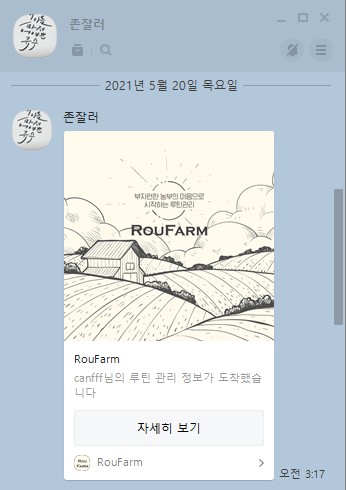 존잘러
2021년 5월 20일 목요일
존잘러
부지런한 농부의 마음으로
시작하는 루틴관리
ROUFARM
RouFarm
canfff님의 루틴 관리 정보가 도착했습
니다
자세히 보기
ROU
FARM
RouFarm
오전 3:17